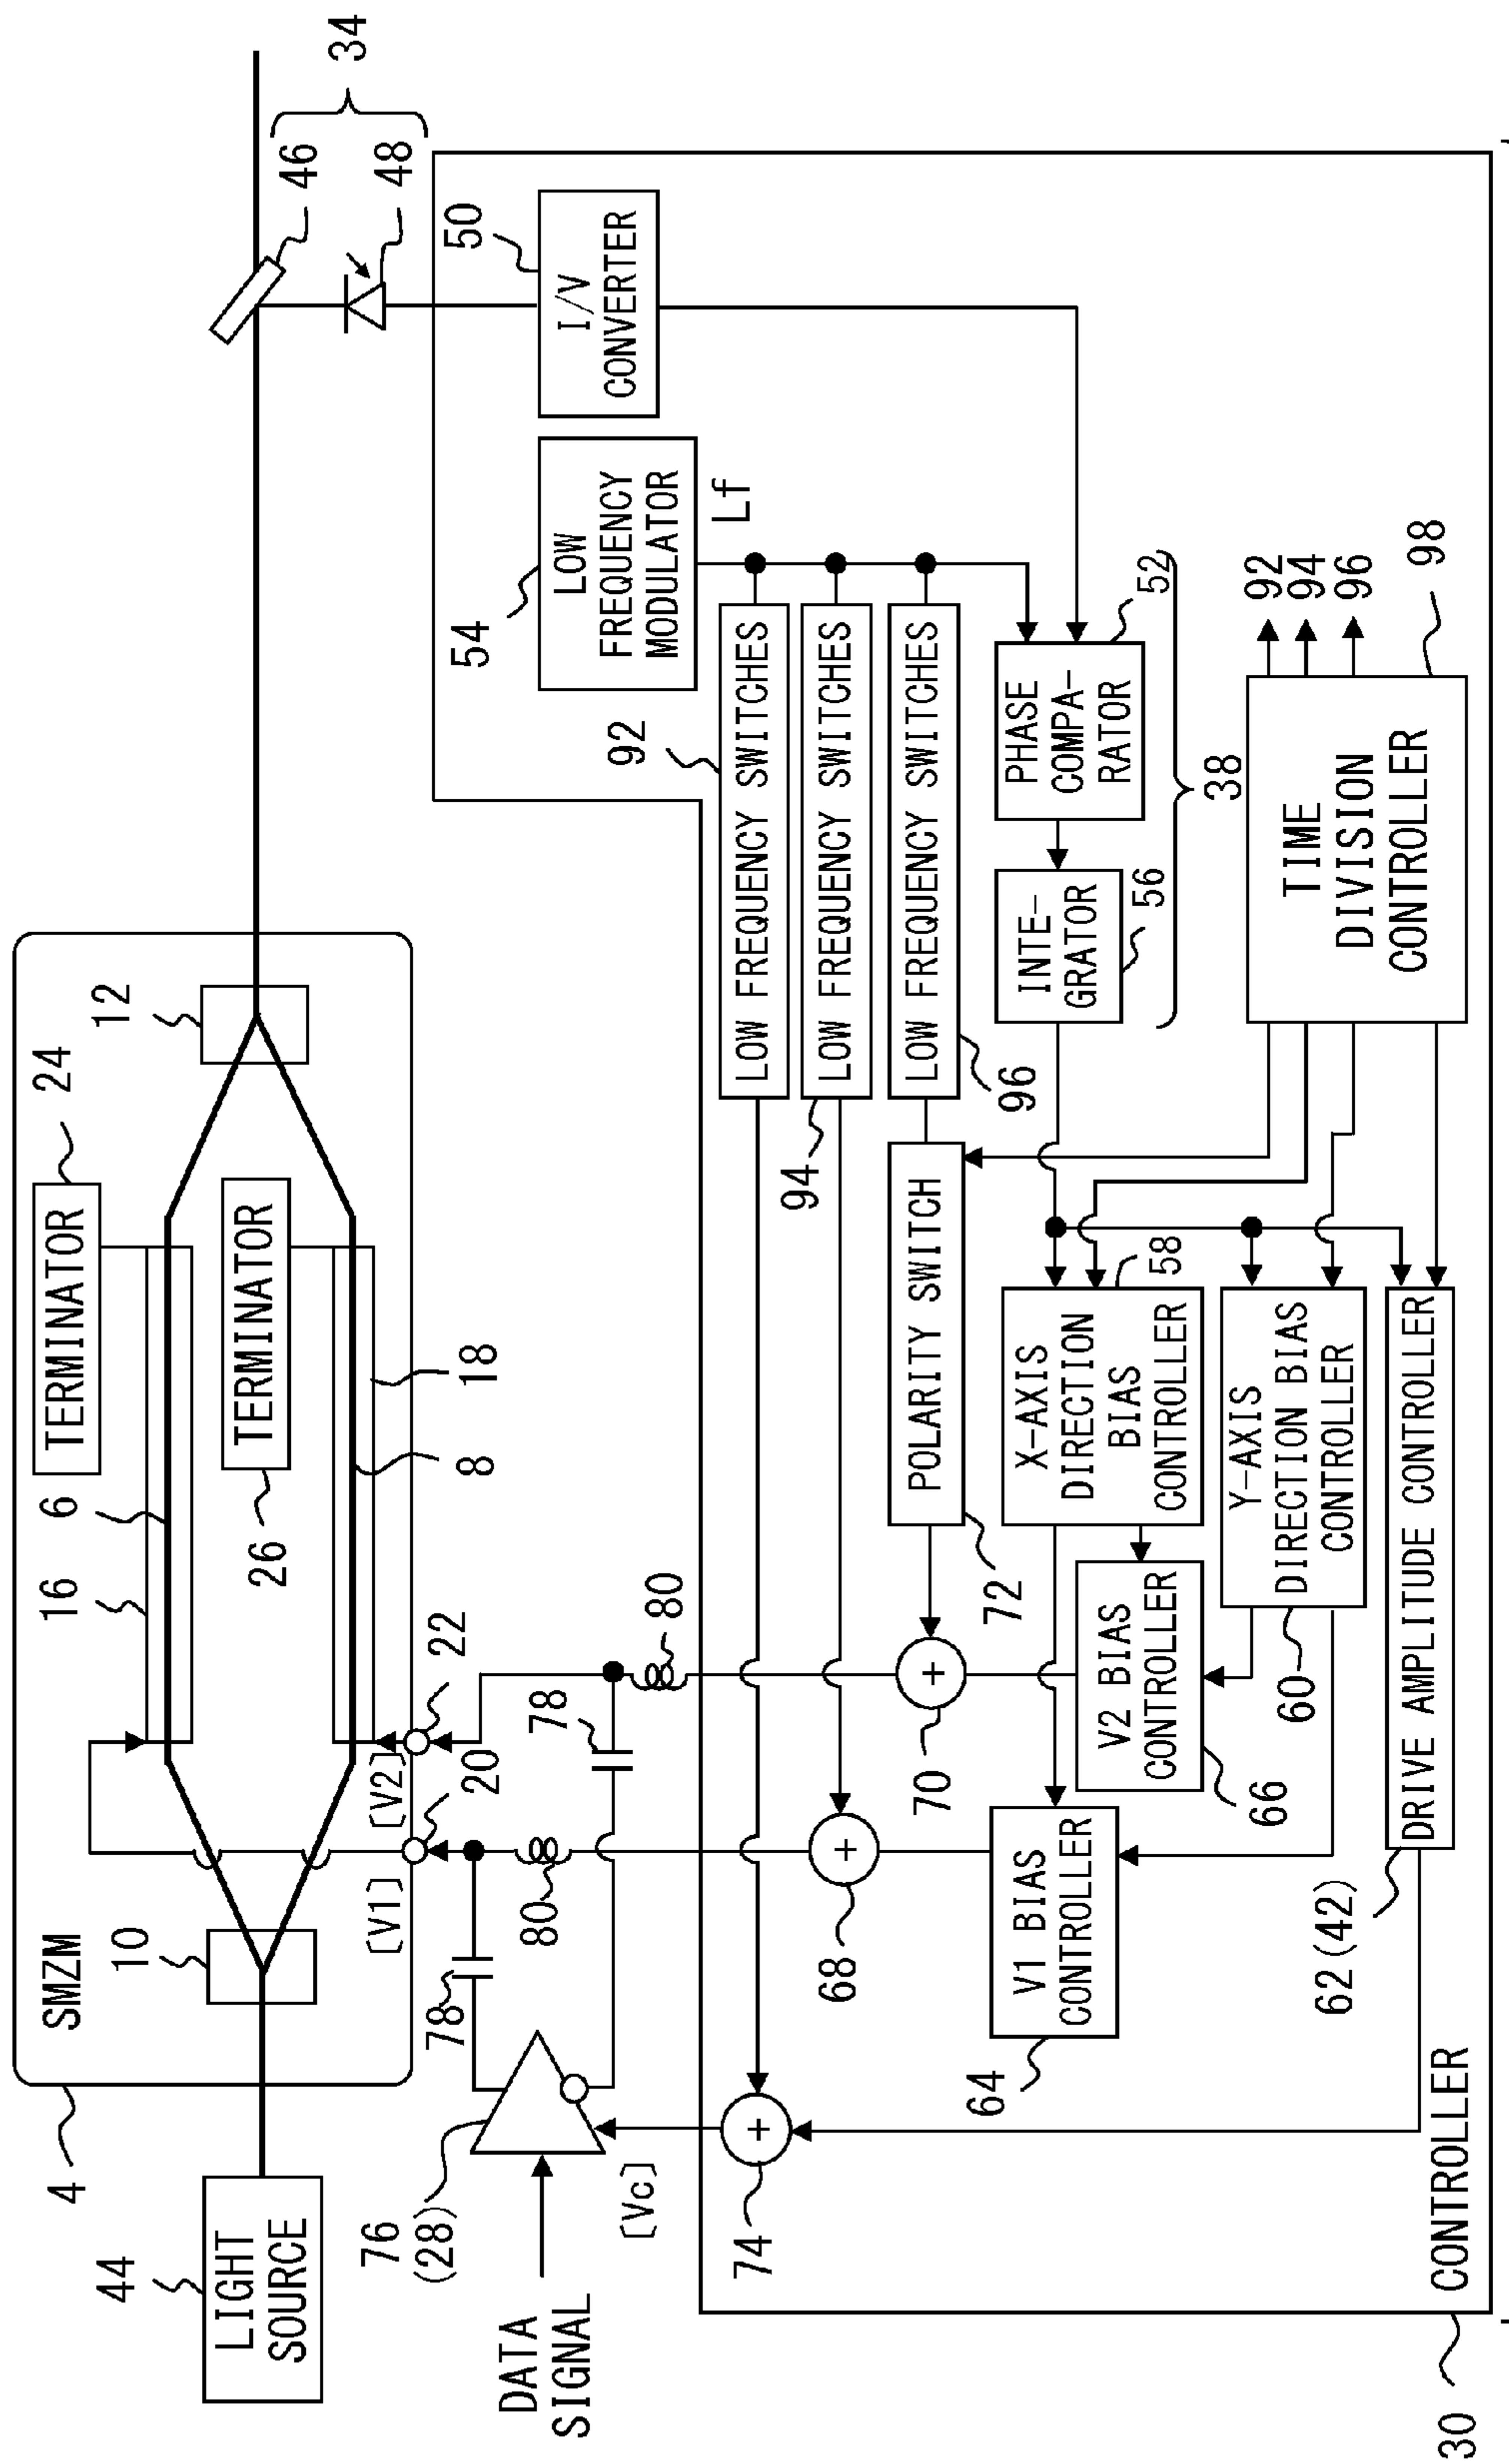 34
46
48
50
I/V
CONVERTER
54
LOW
FREQUENCY
MODULATOR
Lf
SMZM
4
44
LIGHT
SOURCE
10
12
16
6
24
TERMINATOR
26
TERMINATOR
8
18
[V1]
20
[V2]
22
78
80
78
80
76
(28)
DATA
SIGNAL
[Vc]
92
LOW FREQUENCY SWITCHES
94
LOW FREQUENCY SWITCHES
96
LOW FREQUENCY SWITCHES
74
68
70
+
+
+
POLARITY SWITCH
72
PHASE
COMPA-
RATOR
52
INTE-
GRATOR
56
38
X-AXIS
DIRECTION
BIAS
CONTROLLER
58
V1 BIAS
CONTROLLER
64
V2 BIAS
CONTROLLER
66
Y-AXIS
DIRECTION BIAS
CONTROLLER
60
DRIVE AMPLITUDE CONTROLLER
62(42)
TIME
DIVISION
CONTROLLER
92
94
96
98
CONTROLLER
30